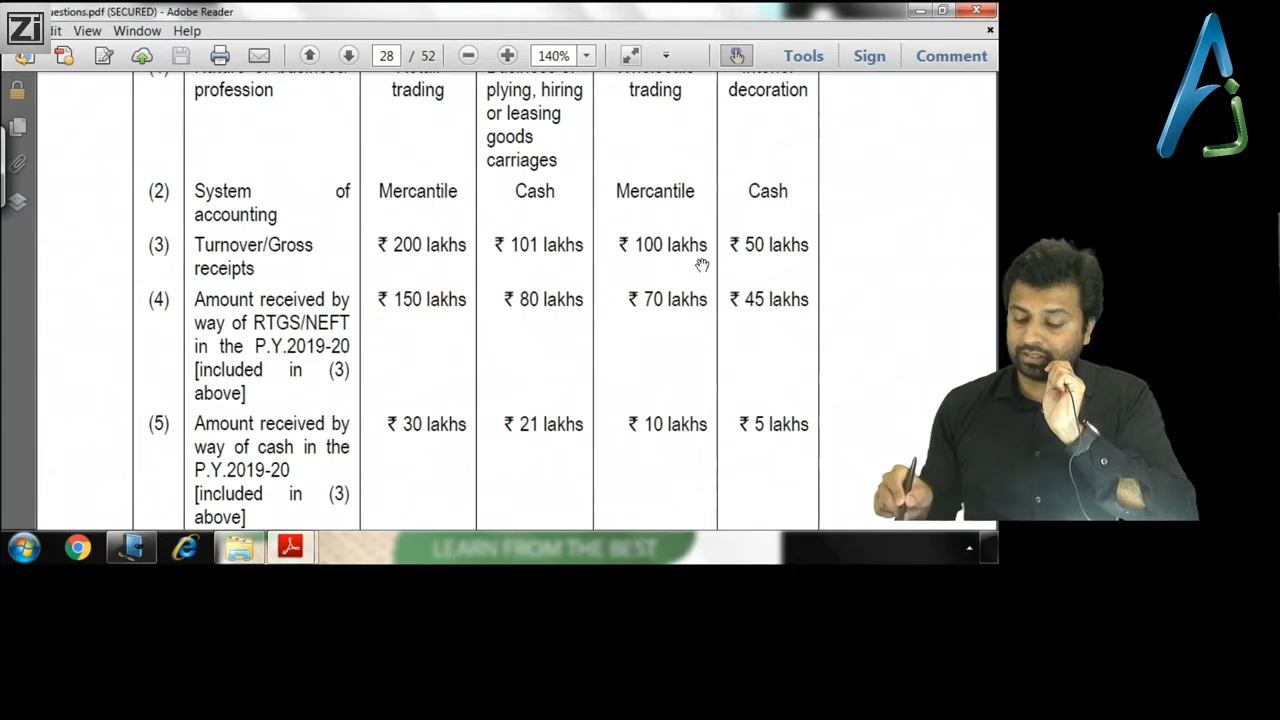 Zi
uestions.pdf (SECURED) - Adobe Reader
dit View Window Help
28 / 52 140% Tools Sign Comment
profession trading plying, hiring trading decoration
or leasing
goods
carriages
(2) System of Mercantile Cash Mercantile Cash
accounting
(3) Turnover/Gross ₹ 200 lakhs ₹ 101 lakhs ₹ 100 lakhs ₹ 50 lakhs
receipts
(4) Amount received by ₹ 150 lakhs ₹ 80 lakhs ₹ 70 lakhs ₹ 45 lakhs
way of RTGS/NEFT
in the P.Y.2019-20
[included in (3)
above]
(5) Amount received by ₹ 30 lakhs ₹ 21 lakhs ₹ 10 lakhs ₹ 5 lakhs
way of cash in the
P.Y.2019-20
[included in (3)
above]
LEARN FROM THE BEST